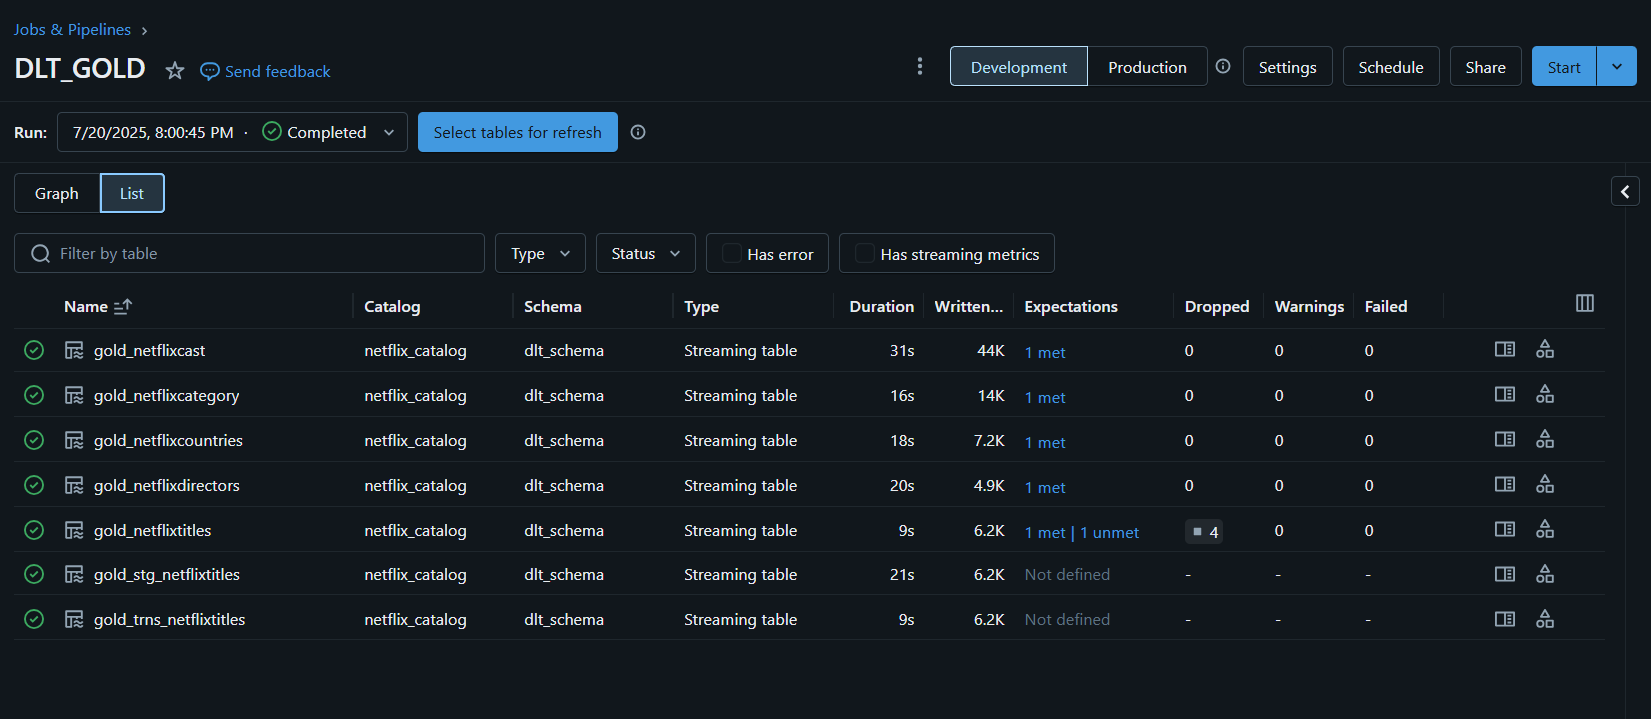 Jobs & Pipelines ›
DLT_GOLD Send feedback
Development Production Settings Schedule Share Start
Run: 7/20/2025, 8:00:45 PM · Completed Select tables for refresh
Graph List
Filter by table Type Status Has error Has streaming metrics
Name Catalog Schema Type Duration Written... Expectations Dropped Warnings Failed
gold_netflixcast netflix_catalog dlt_schema Streaming table 31s 44K 1 met 0 0 0
gold_netflixcategory netflix_catalog dlt_schema Streaming table 16s 14K 1 met 0 0 0
gold_netflixcountries netflix_catalog dlt_schema Streaming table 18s 7.2K 1 met 0 0 0
gold_netflixdirectors netflix_catalog dlt_schema Streaming table 20s 4.9K 1 met 0 0 0
gold_netflixtitles netflix_catalog dlt_schema Streaming table 9s 6.2K 1 met | 1 unmet 4 0 0
gold_stg_netflixtitles netflix_catalog dlt_schema Streaming table 21s 6.2K Not defined - - -
gold_trns_netflixtitles netflix_catalog dlt_schema Streaming table 9s 6.2K Not defined - - -